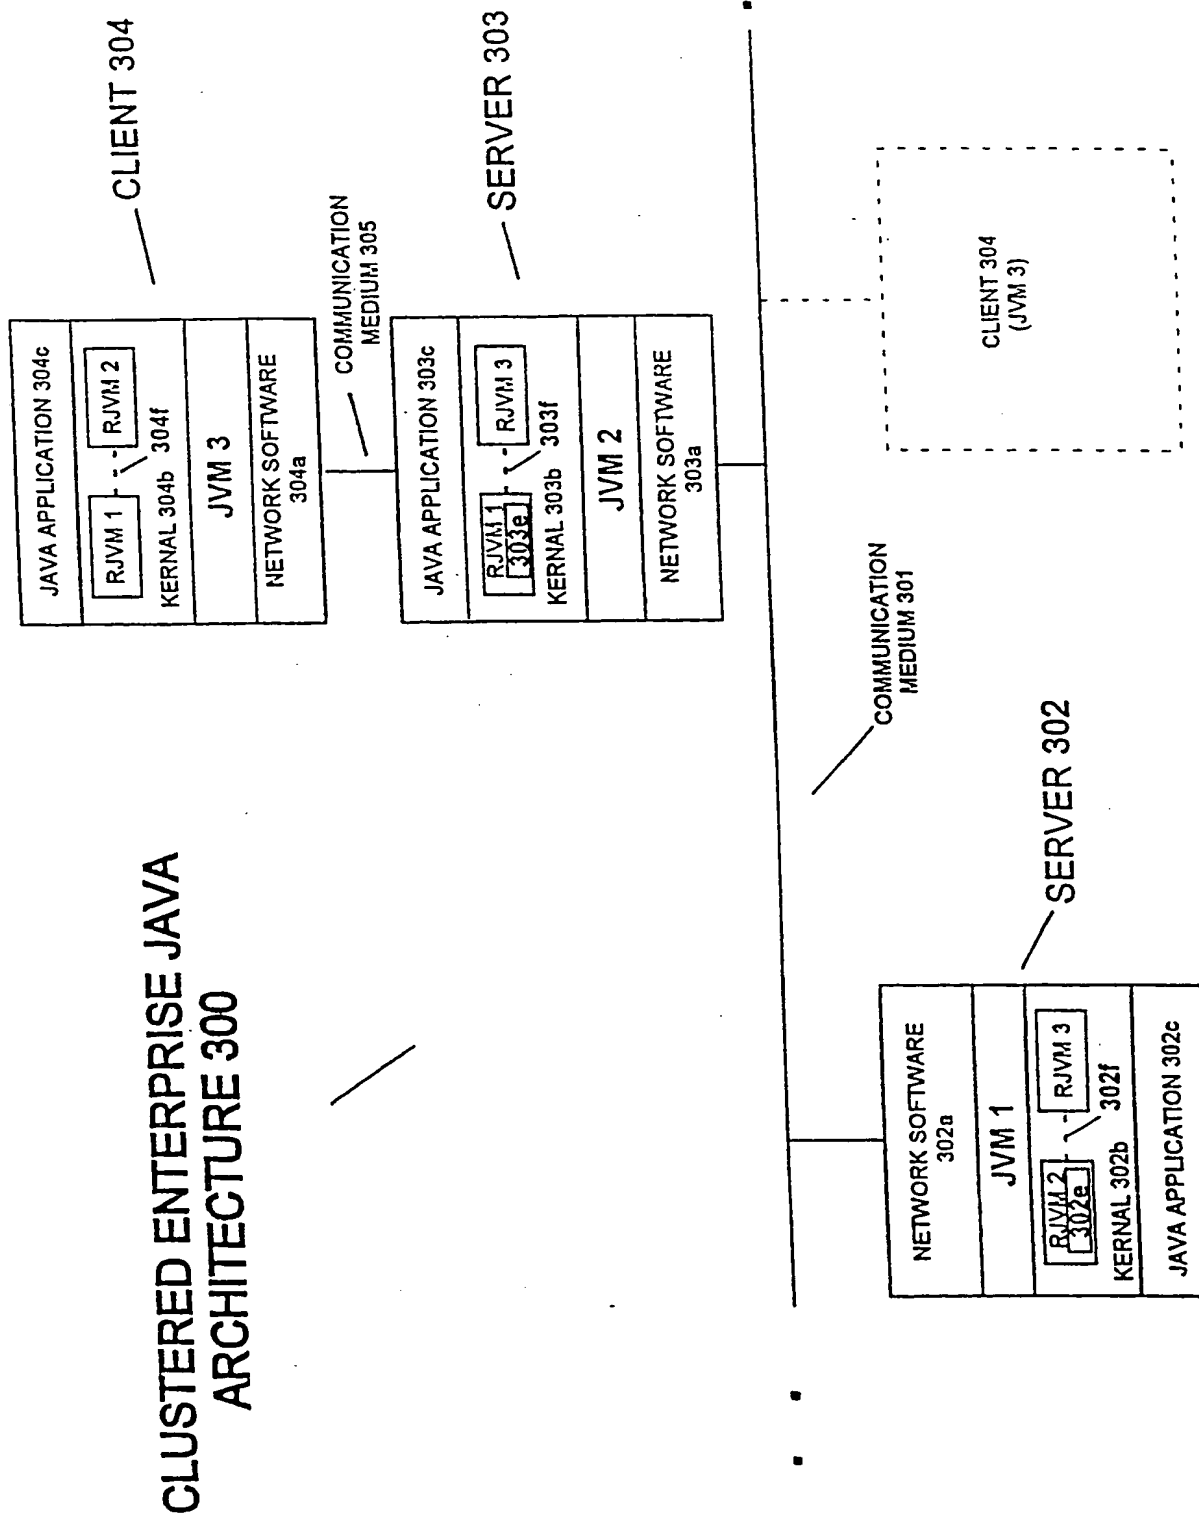 CLUSTERED ENTERPRISE JAVA
ARCHITECTURE 300
JAVA APPLICATION 304c
RJVM 1
RJVM 2
304f
KERNAL 304b
JVM 3
NETWORK SOFTWARE
304a
CLIENT 304
COMMUNICATION
MEDIUM 305
JAVA APPLICATION 303c
RJVM 1
303e
RJVM 3
303f
KERNAL 303b
JVM 2
NETWORK SOFTWARE
303a
SERVER 303
COMMUNICATION
MEDIUM 301
NETWORK SOFTWARE
302a
JVM 1
RJVM 2
302e
RJVM 3
302f
KERNAL 302b
JAVA APPLICATION 302c
SERVER 302
CLIENT 304
(JVM 3)